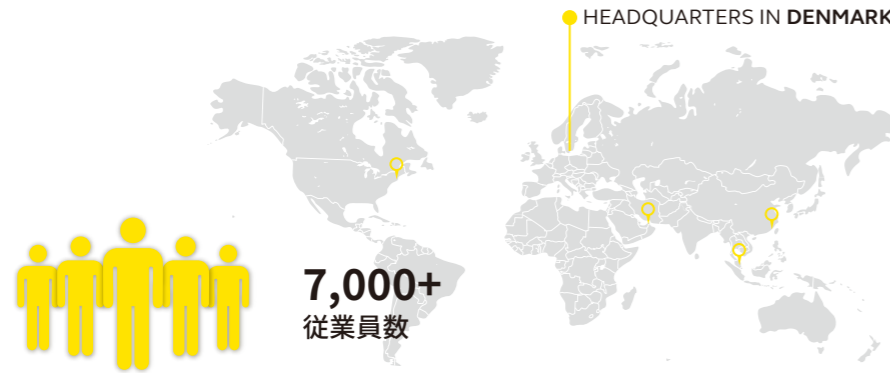 HEADQUARTERS IN DENMARK
7,000+
従業員数